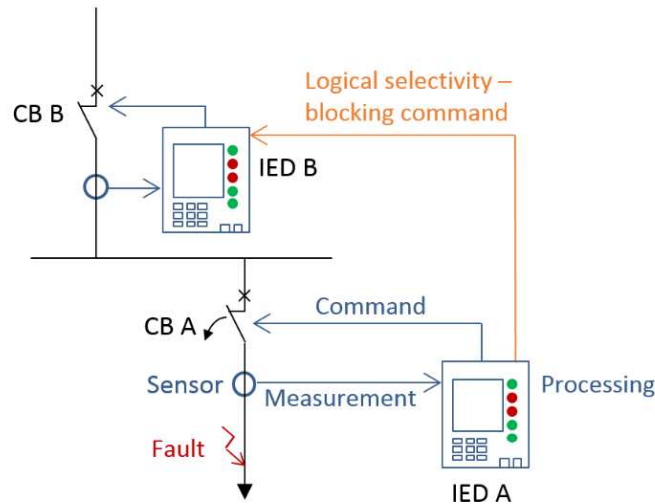 Logical selectivity –
blocking command
CB B
IED B
CB A
Command
Sensor
Measurement
Processing
Fault
IED A